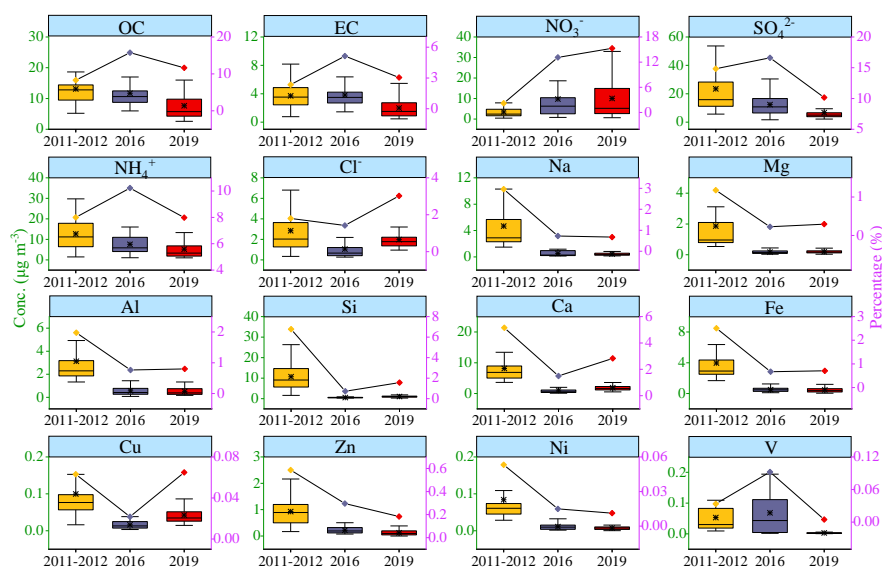 OC EC NO₃⁻ SO₄²⁻
30 20 12 6 50 18 60 20
20 10 8 4 40 15 40 15
10 0 4 2 30 12 20 10
0 0 0 20 9 0 5
10 6
0 3
0
2011-2012 2016 2019 2011-2012 2016 2019 2011-2012 2016 2019 2011-2012 2016 2019
NH₄⁺ Cl⁻ Na Mg
40 10 8 4 12 3 4 1
30 8 6 2 8 2 2 0
20 6 4 0 4 1 0
10 4 2 0 0
0 0
2011-2012 2016 2019 2011-2012 2016 2019 2011-2012 2016 2019 2011-2012 2016 2019
Al Si Ca Fe
6 2 30 8 20 6 8 3
4 1 20 6 10 4 4 2
2 0 10 4 0 2 0 1
0 0 2 0 0
0
2011-2012 2016 2019 2011-2012 2016 2019 2011-2012 2016 2019 2011-2012 2016 2019
Cu Zn Ni V
0.2 0.08 3 0.6 0.2 0.06 0.2 0.12
0.1 0.04 2 0.4 0.1 0.03 0.1 0.06
0.0 0.00 1 0.2 0.0 0.00 0.0 0.00
0 0.0
2011-2012 2016 2019 2011-2012 2016 2019 2011-2012 2016 2019 2011-2012 2016 2019
Conc. (μg m⁻³)
Percentage (%)